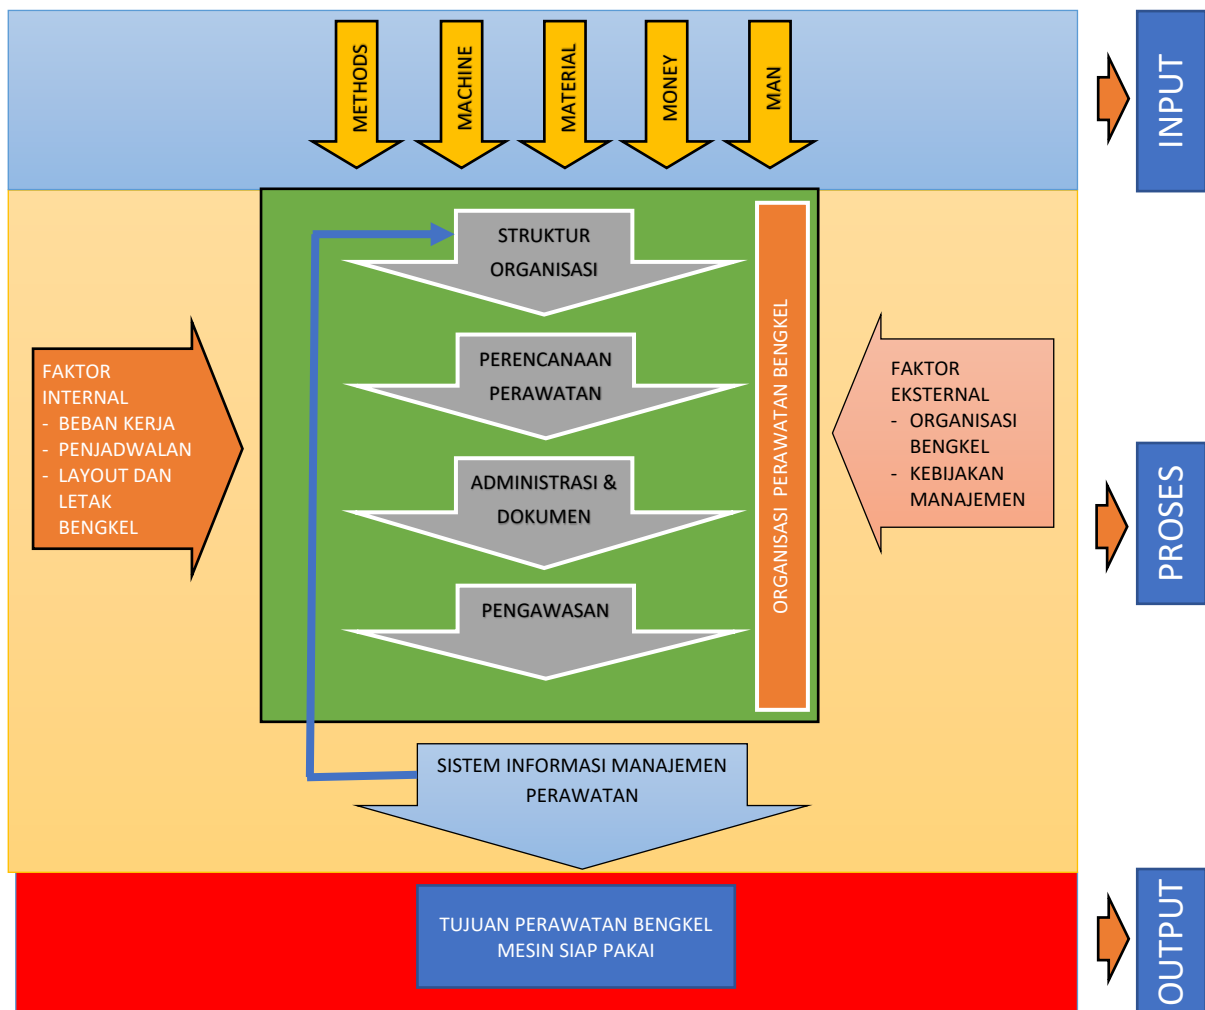 METHODS
MACHINE
MATERIAL
MONEY
MAN
INPUT
STRUKTUR
ORGANISASI
PERENCANAAN
PERAWATAN
ADMINISTRASI &
DOKUMEN
PENGAWASAN
ORGANISASI PERAWATAN BENGKEL
FAKTOR
INTERNAL
- BEBAN KERJA
- PENJADWALAN
- LAYOUT DAN
LETAK
BENGKEL
FAKTOR
EKSTERNAL
- ORGANISASI
BENGKEL
- KEBIJAKAN
MANAJEMEN
PROSES
SISTEM INFORMASI MANAJEMEN
PERAWATAN
TUJUAN PERAWATAN BENGKEL
MESIN SIAP PAKAI
OUTPUT